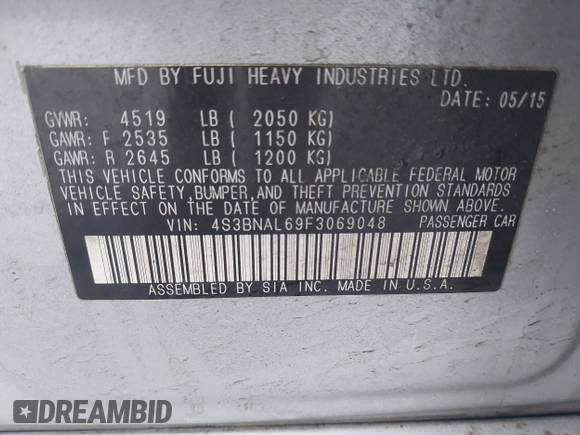 MFD BY FUJI HEAVY INDUSTRIES LTD.
DATE: 05/15
GVWR: 4519 LB ( 2050 KG)
GAWR: F 2535 LB ( 1150 KG)
GAWR: R 2645 LB ( 1200 KG)
THIS VEHICLE CONFORMS TO ALL APPLICABLE FEDERAL MOTOR
VEHICLE SAFETY, BUMPER, AND THEFT PREVENTION STANDARDS
IN EFFECT ON THE DATE OF MANUFACTURE SHOWN ABOVE.
VIN: 4S3BNAL69F3069048 PASSENGER CAR
ASSEMBLED BY SIA INC. MADE IN U.S.A.
DREAMBID